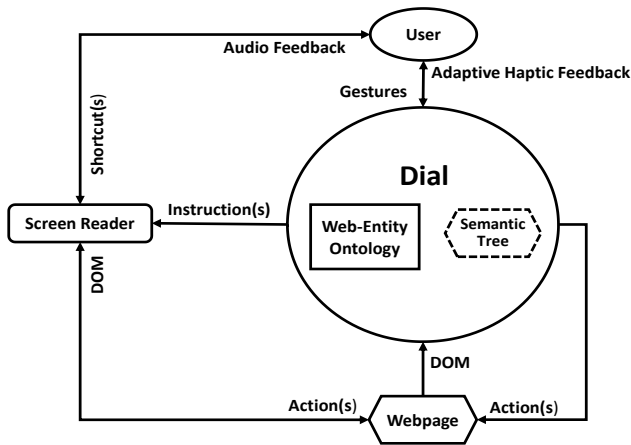 User
Audio Feedback
Adaptive Haptic Feedback
Gestures
Shortcut(s)
Dial
Screen Reader
Instruction(s)
Web-Entity
Ontology
Semantic
Tree
DOM
DOM
Action(s)
Webpage
Action(s)